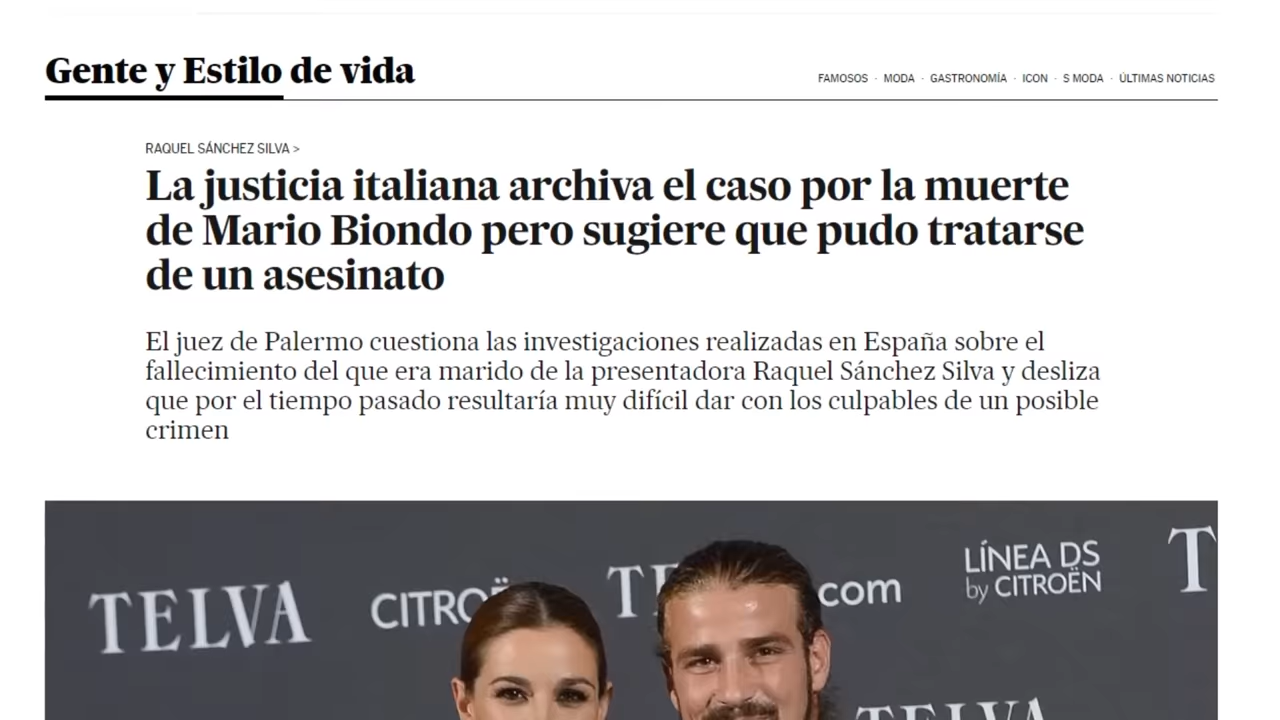 Gente y Estilo de vida
FAMOSOS · MODA · GASTRONOMÍA · ICON · S MODA · ÚLTIMAS NOTICIAS
RAQUEL SÁNCHEZ SILVA >
La justicia italiana archiva el caso por la muerte
de Mario Biondo pero sugiere que pudo tratarse
de un asesinato
El juez de Palermo cuestiona las investigaciones realizadas en España sobre el
fallecimiento del que era marido de la presentadora Raquel Sánchez Silva y desliza
que por el tiempo pasado resultaría muy difícil dar con los culpables de un posible
crimen
LÍNEA DS
by CITROËN
TELVA
CITROË
TE
com
T
TELVA